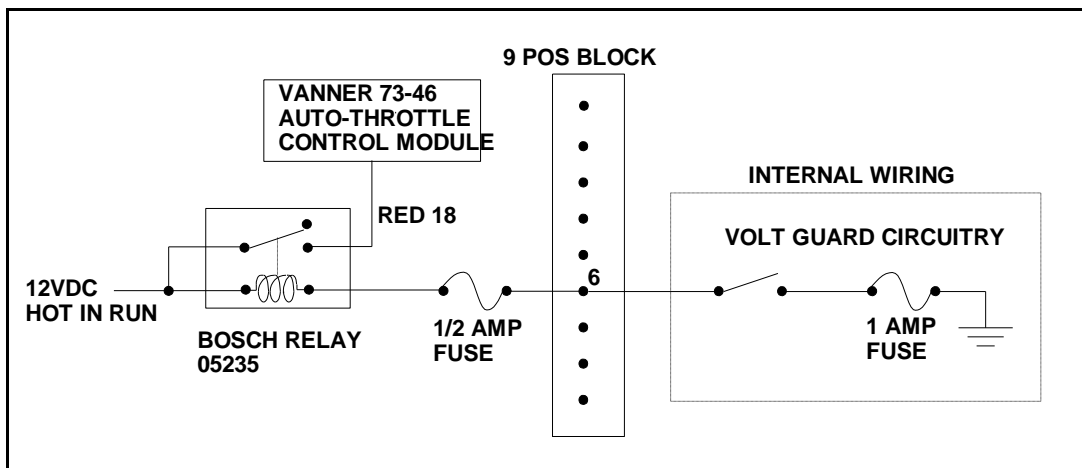 9 POS BLOCK
VANNER 73-46
AUTO-THROTTLE
CONTROL MODULE
INTERNAL WIRING
RED 18
VOLT GUARD CIRCUITRY
6
12VDC
HOT IN RUN
BOSCH RELAY
05235
1/2 AMP
FUSE
1 AMP
FUSE